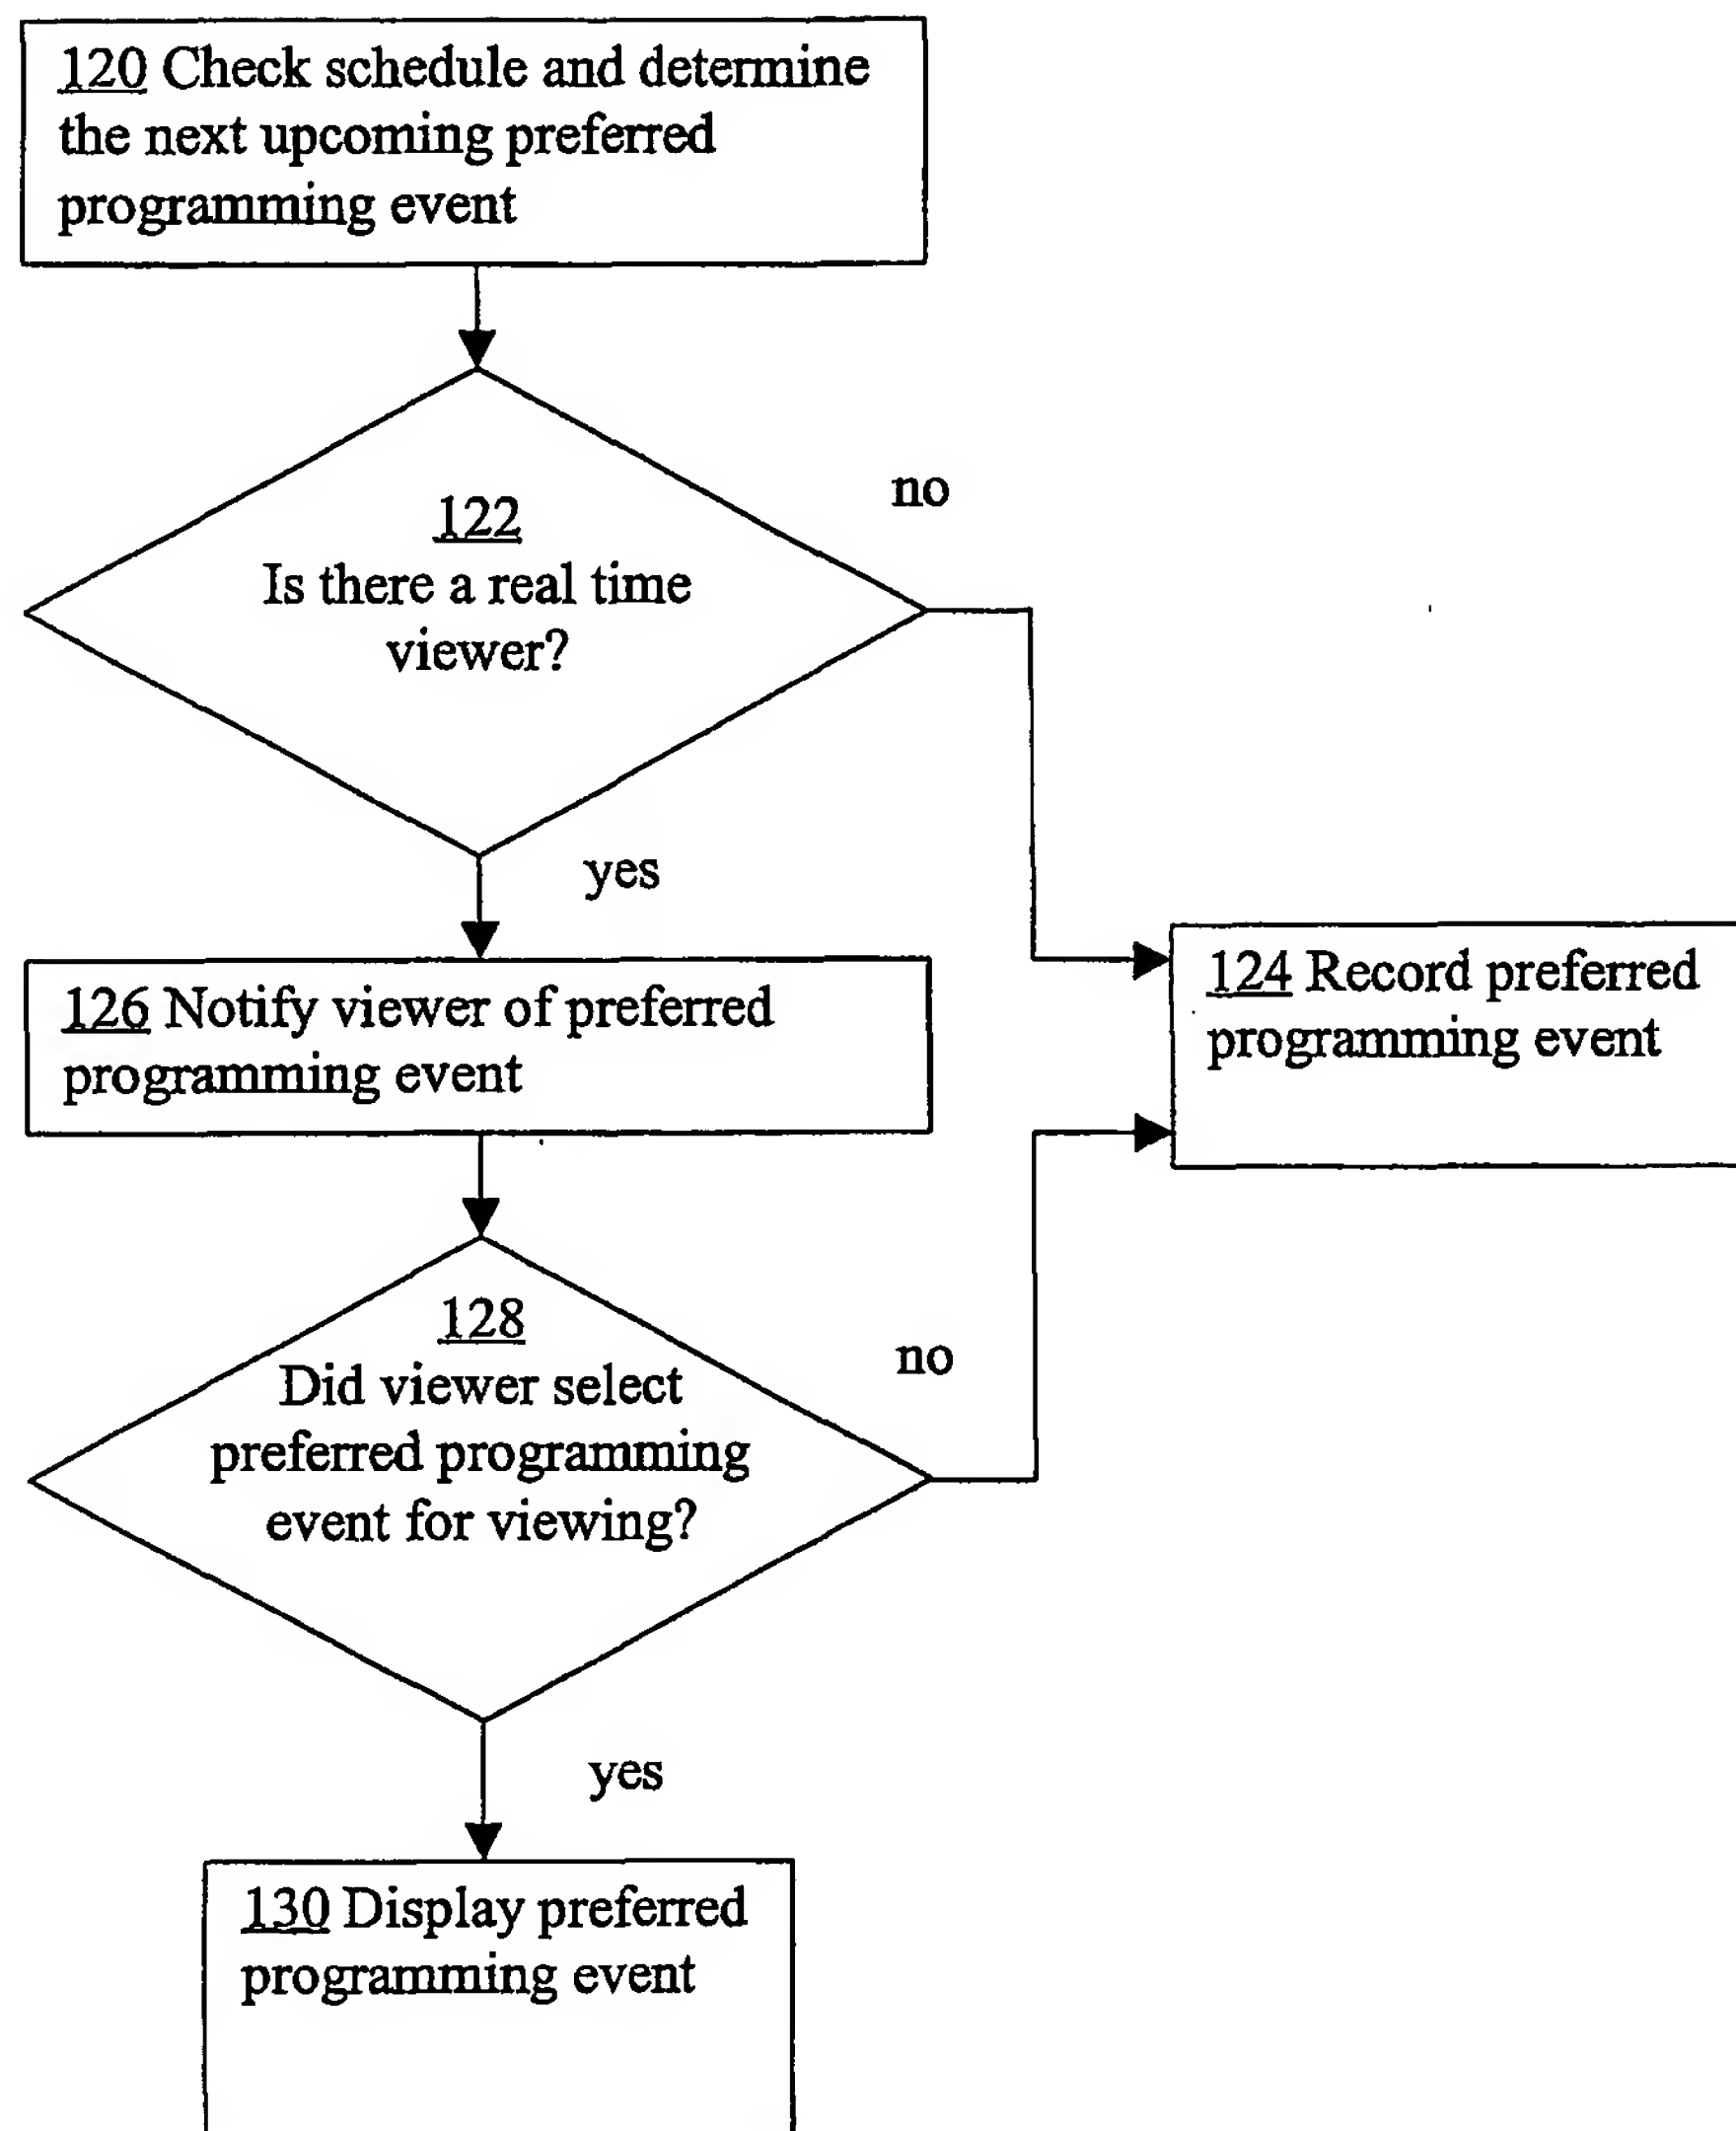 120 Check schedule and determine
the next upcoming preferred
programming event
no
122
Is there a real time
viewer?
yes
124 Record preferred
programming event
126 Notify viewer of preferred
programming event
128
Did viewer select
preferred programming
event for viewing?
no
yes
130 Display preferred
programming event